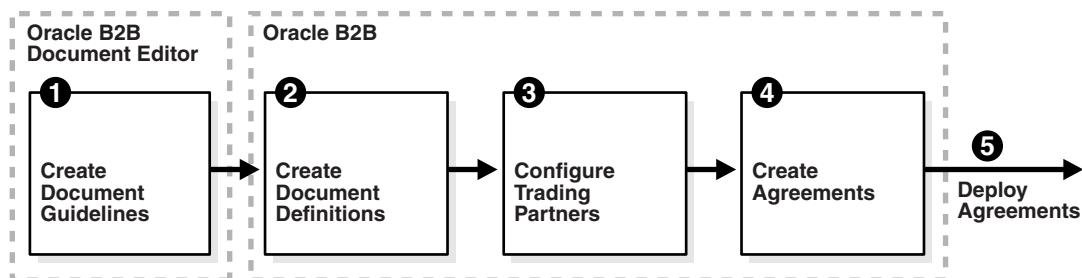 Oracle B2B
Document Editor
Oracle B2B
1
Create
Document
Guidelines
2
Create
Document
Definitions
3
Configure
Trading
Partners
4
Create
Agreements
5
Deploy
Agreements